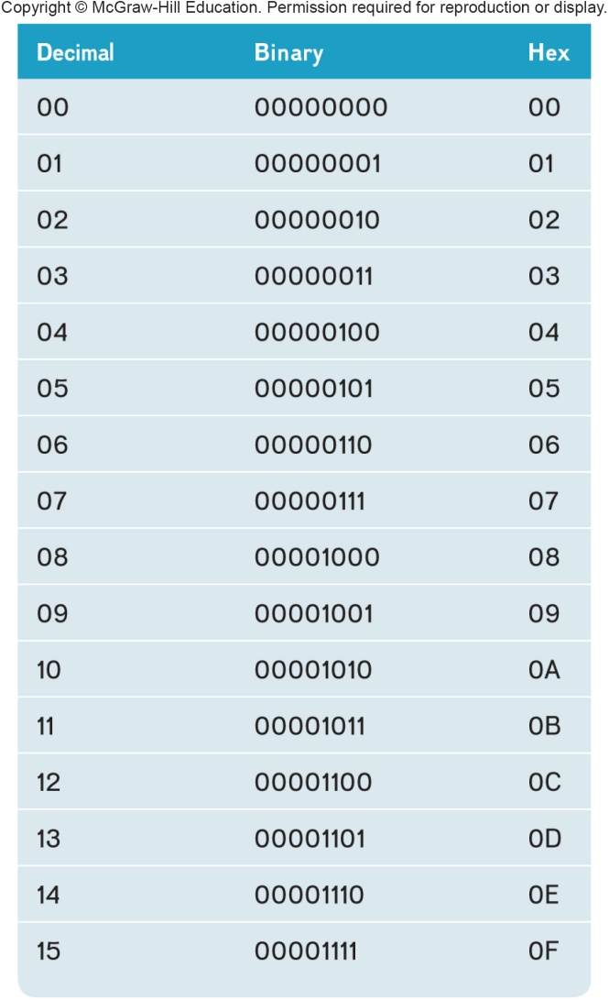 Copyright © McGraw-Hill Education. Permission required for reproduction or display.
Decimal Binary Hex
00 00000000 00
01 00000001 01
02 00000010 02
03 00000011 03
04 00000100 04
05 00000101 05
06 00000110 06
07 00000111 07
08 00001000 08
09 00001001 09
10 00001010 0A
11 00001011 0B
12 00001100 0C
13 00001101 0D
14 00001110 0E
15 00001111 0F